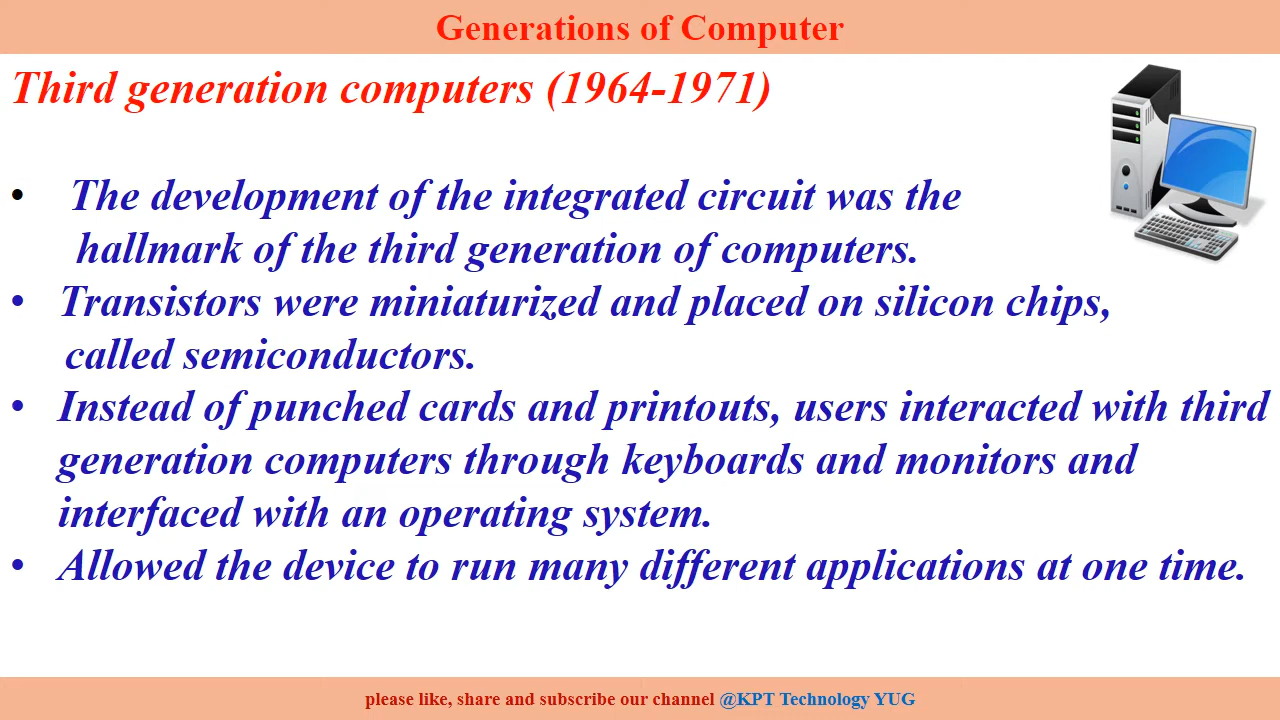 Generations of Computer
Third generation computers (1964-1971)
• The development of the integrated circuit was the
hallmark of the third generation of computers.
• Transistors were miniaturized and placed on silicon chips,
called semiconductors.
• Instead of punched cards and printouts, users interacted with third
generation computers through keyboards and monitors and
interfaced with an operating system.
• Allowed the device to run many different applications at one time.
please like, share and subscribe our channel @KPT Technology YUG